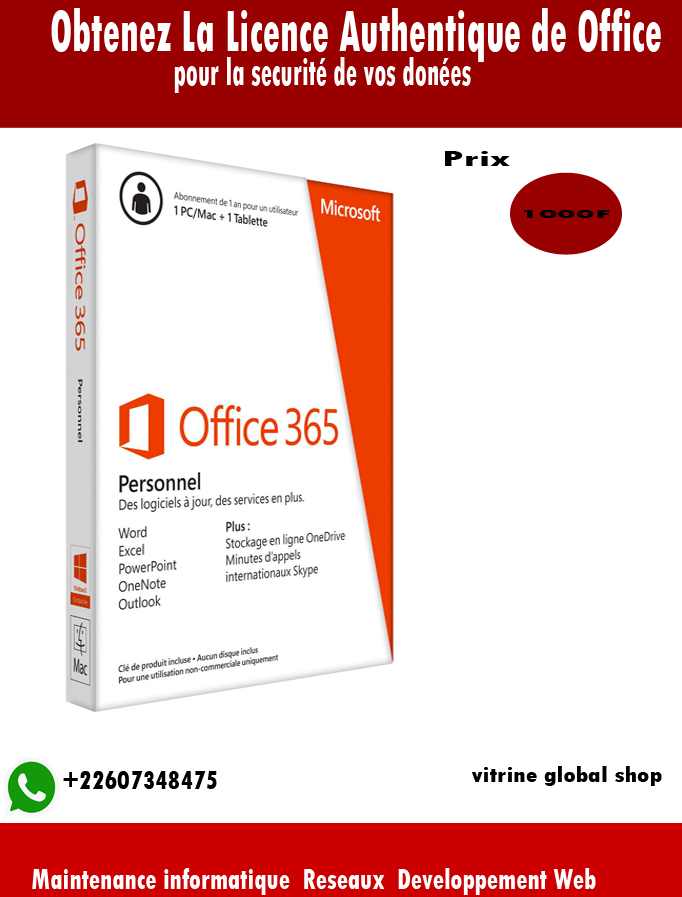 Obtenez La Licence Authentique de Office
pour la securité de vos donées
Prix
1000F
Abonnement de 1 an pour un utilisateur
1 PC/Mac + 1 Tablette
Microsoft
Office 365
Personnel
Office 365
Personnel
Des logiciels à jour, des services en plus.
Word
Excel
PowerPoint
OneNote
Outlook
Plus :
Stockage en ligne OneDrive
Minutes d'appels
internationaux Skype
Mac
Clé de produit incluse • Aucun disque inclus
Pour une utilisation non-commerciale uniquement
+22607348475
vitrine global shop
Maintenance informatique Reseaux Developpement Web